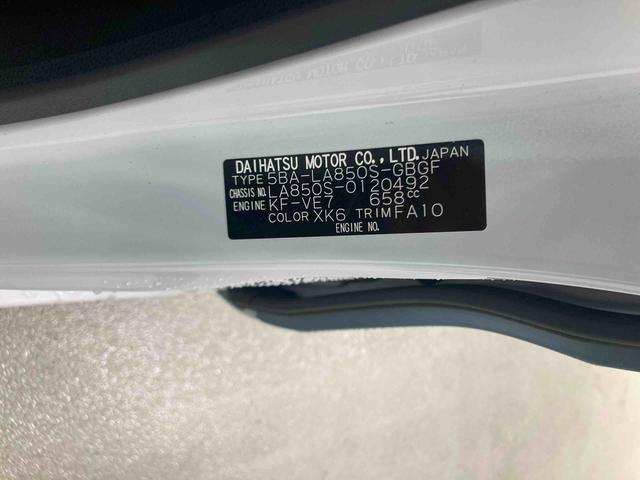 DAIHATSU MOTOR CO., LTD. JAPAN
TYPE 5BA-LA850S-GBGF
CHASSIS NO. LA850S-0120492
ENGINE KF-VE7 658cc
COLOR XK6 TRIM FA10
ENGINE NO.